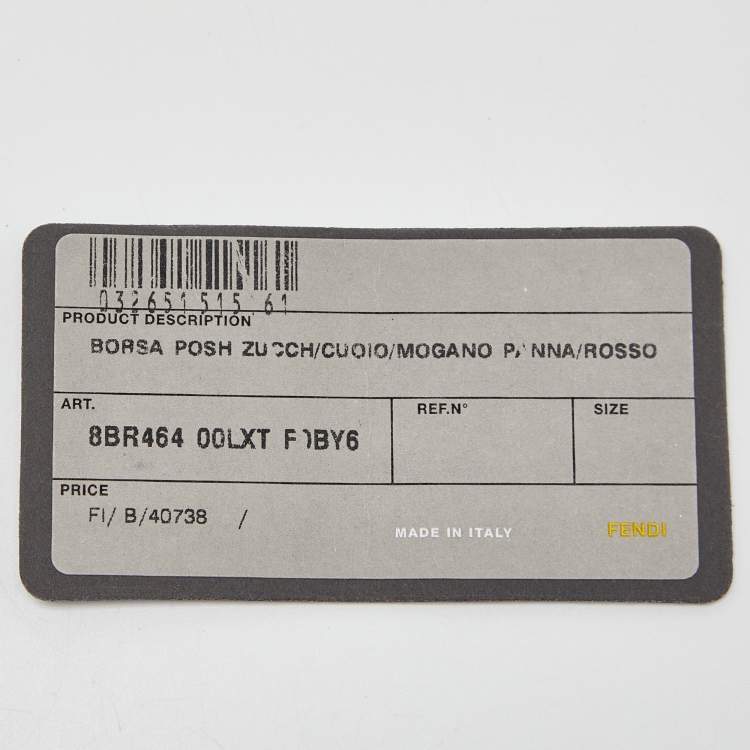 032651515 61
PRODUCT DESCRIPTION
BORSA POSH ZUCCH/CUOIO/MOGANO PANNA/ROSSO
ART.
REF.N°
SIZE
8BR464 00LXT
PRICE
FI/ B/40738 /
MADE IN ITALY
FENDI